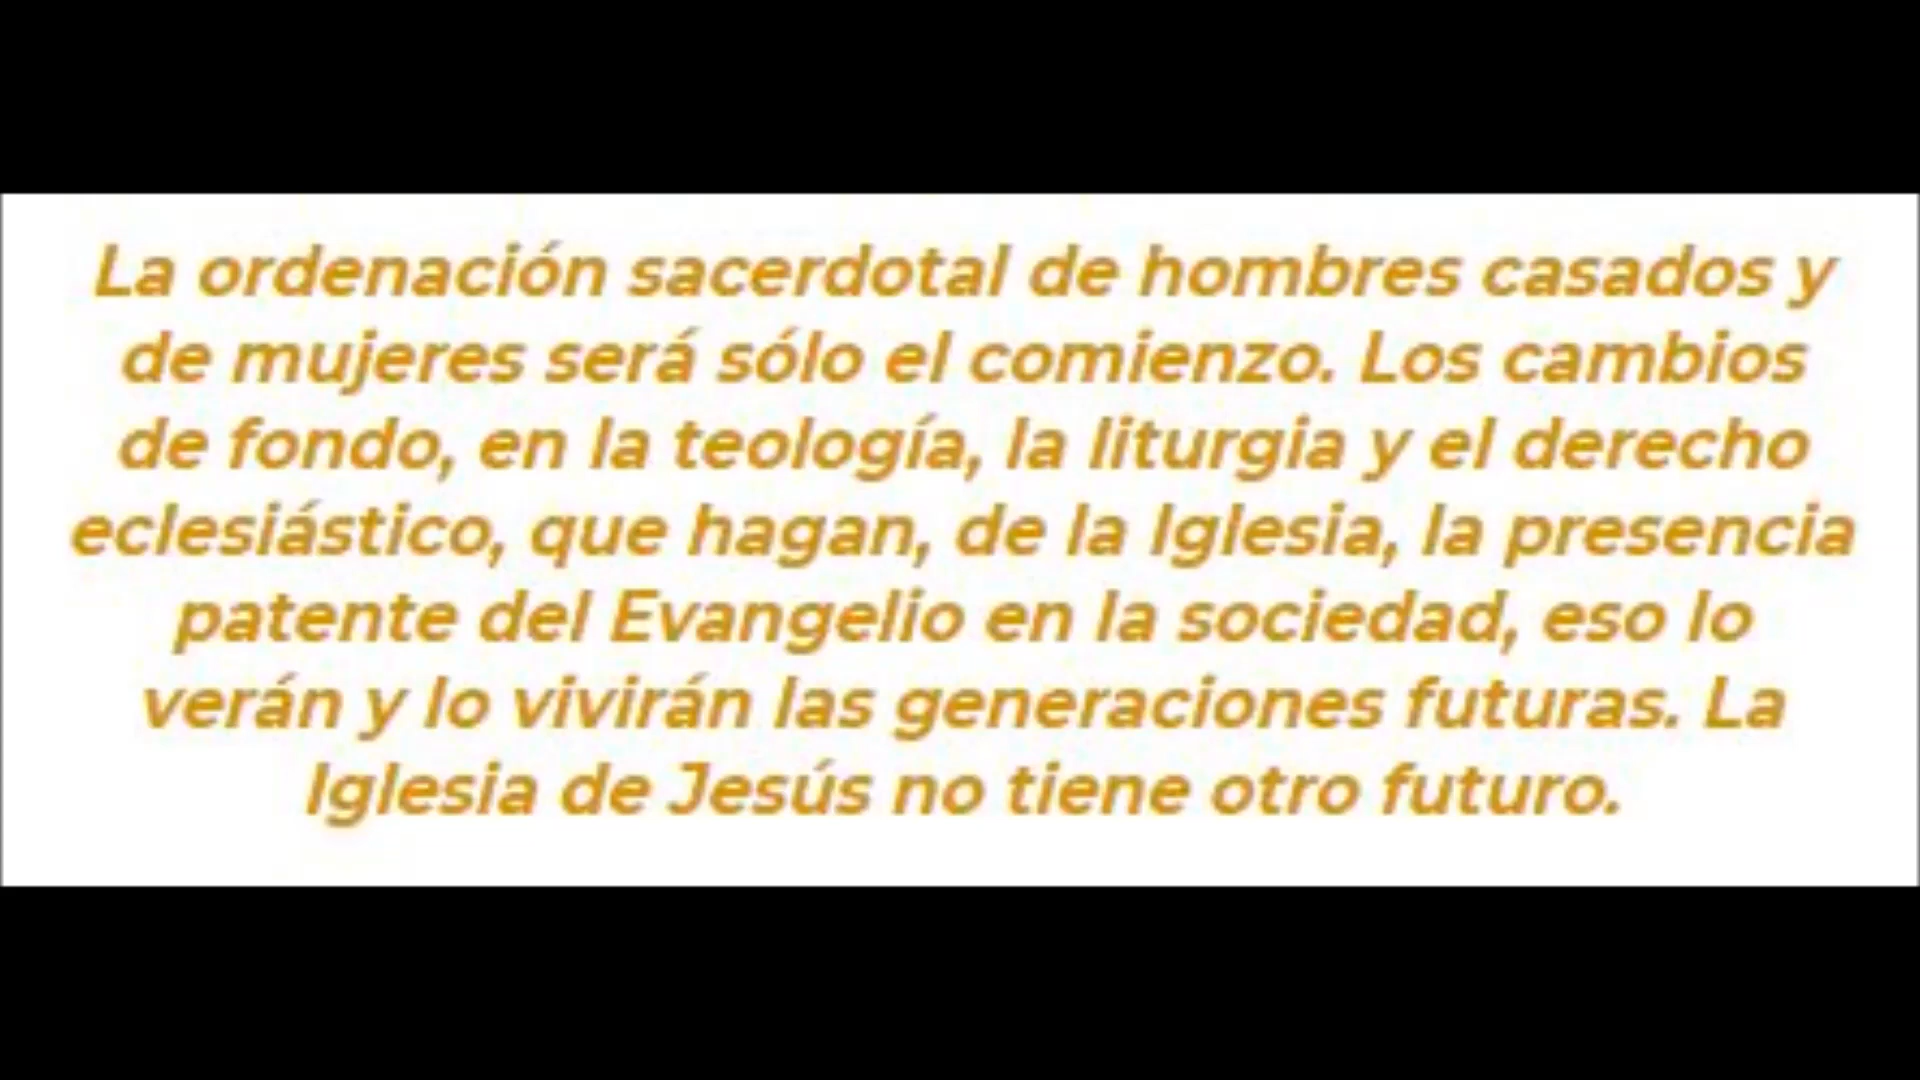 La ordenación sacerdotal de hombres casados y
de mujeres será sólo el comienzo. Los cambios
de fondo, en la teología, la liturgia y el derecho
eclesiástico, que hagan, de la Iglesia, la presencia
patente del Evangelio en la sociedad, eso lo
verán y lo vivirán las generaciones futuras. La
Iglesia de Jesús no tiene otro futuro.